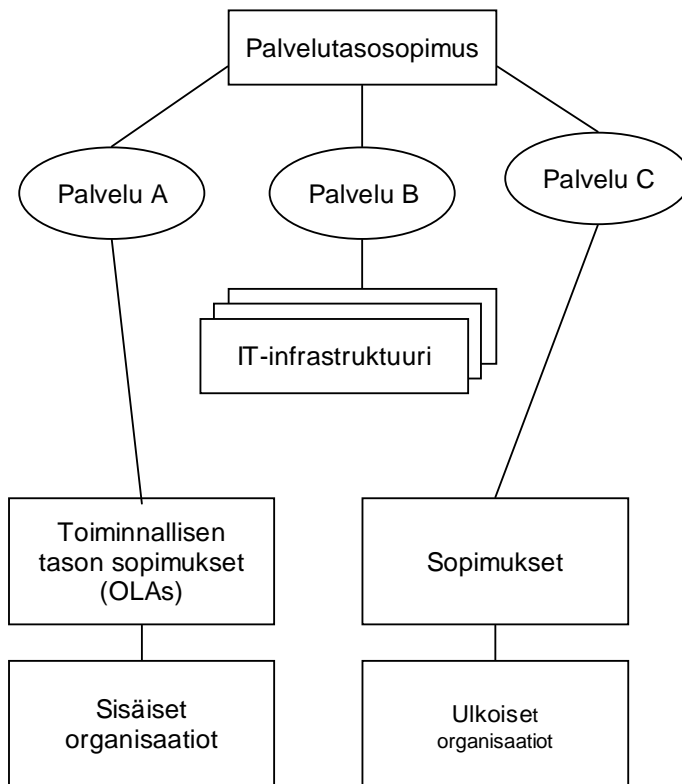 Palvelutasosopimus
Palvelu A
Palvelu B
Palvelu C
IT-infrastruktuuri
Toiminnallisen
tason sopimukset
(OLAs)
Sopimukset
Sisäiset
organisaatiot
Ulkoiset
organisaatiot